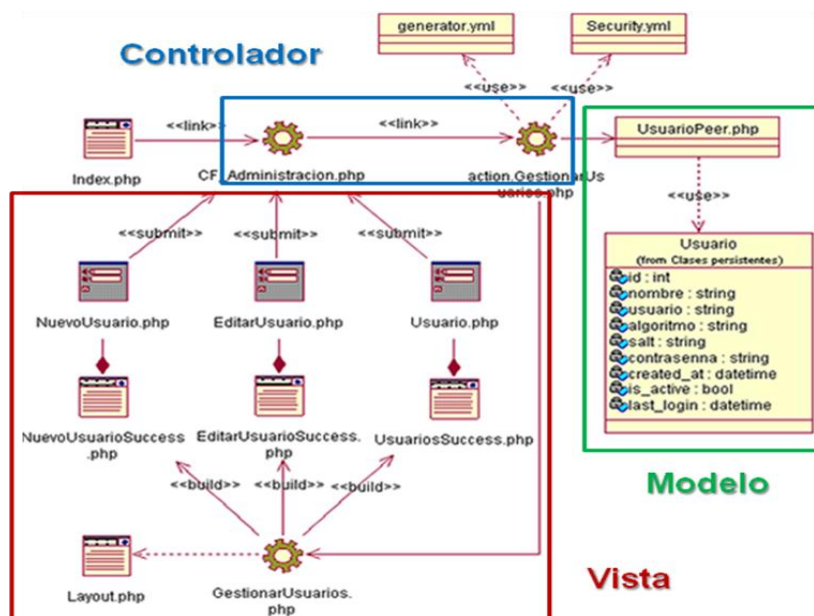 generator.yml
Security.yml
Controlador
<<use>>
<<use>>
<<link>>
<<link>>
UsuarioPeer.php
Index.php
CF_Administracion.php
action.GestionarUs
uarios.php
<<use>>
<<submit>>
<<submit>>
<<submit>>
Usuario
(from Clases persistentes)
id : int
nombre : string
usuario : string
algoritmo : string
salt : string
contrasenna : string
created_at : datetime
is_active : bool
last_login : datetime
NuevoUsuario.php
EditarUsuario.php
Usuario.php
NuevoUsuarioSuccess
.php
EditarUsuarioSuccess.
php
UsuariosSuccess.php
Modelo
<<build>>
<<build>>
<<build>>
Layout.php
GestionarUsuarios.
php
Vista